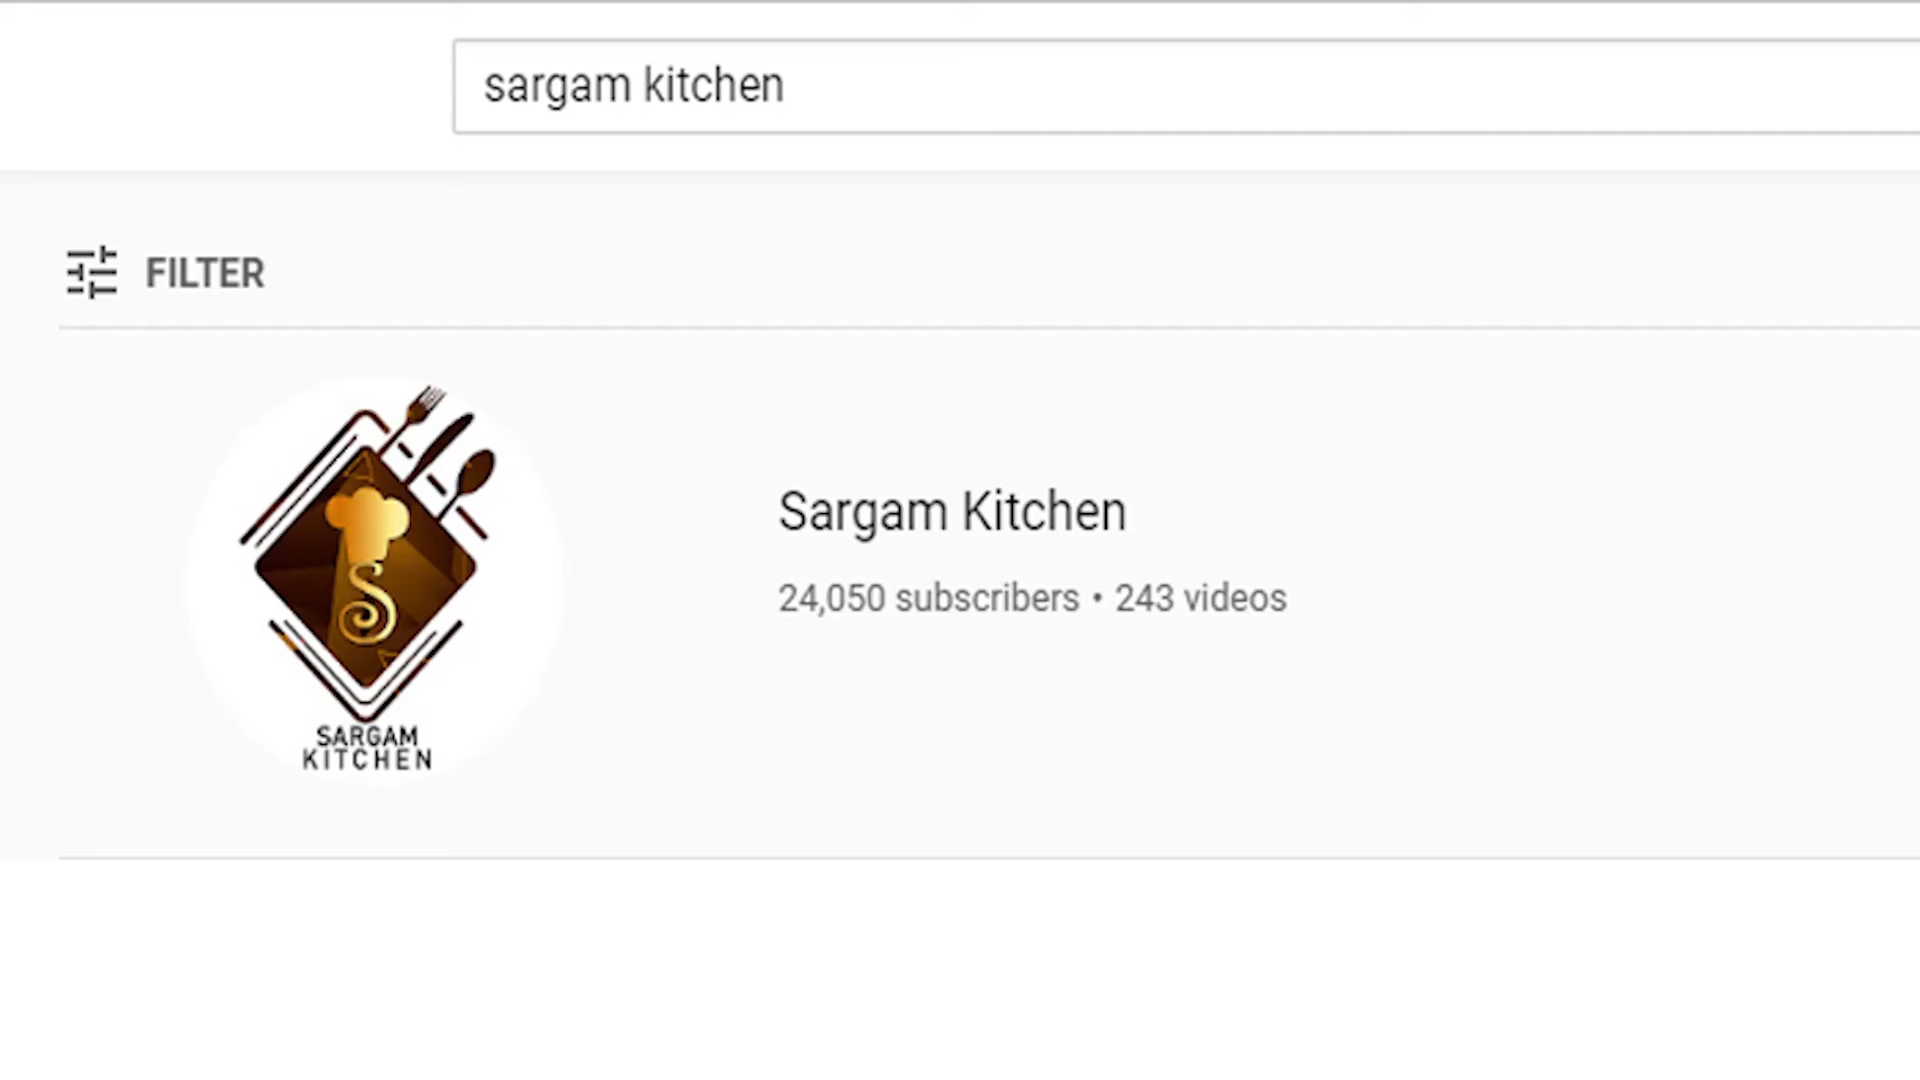 sargam kitchen
FILTER
Sargam Kitchen
24,050 subscribers • 243 videos
S
SARGAM
KITCHEN